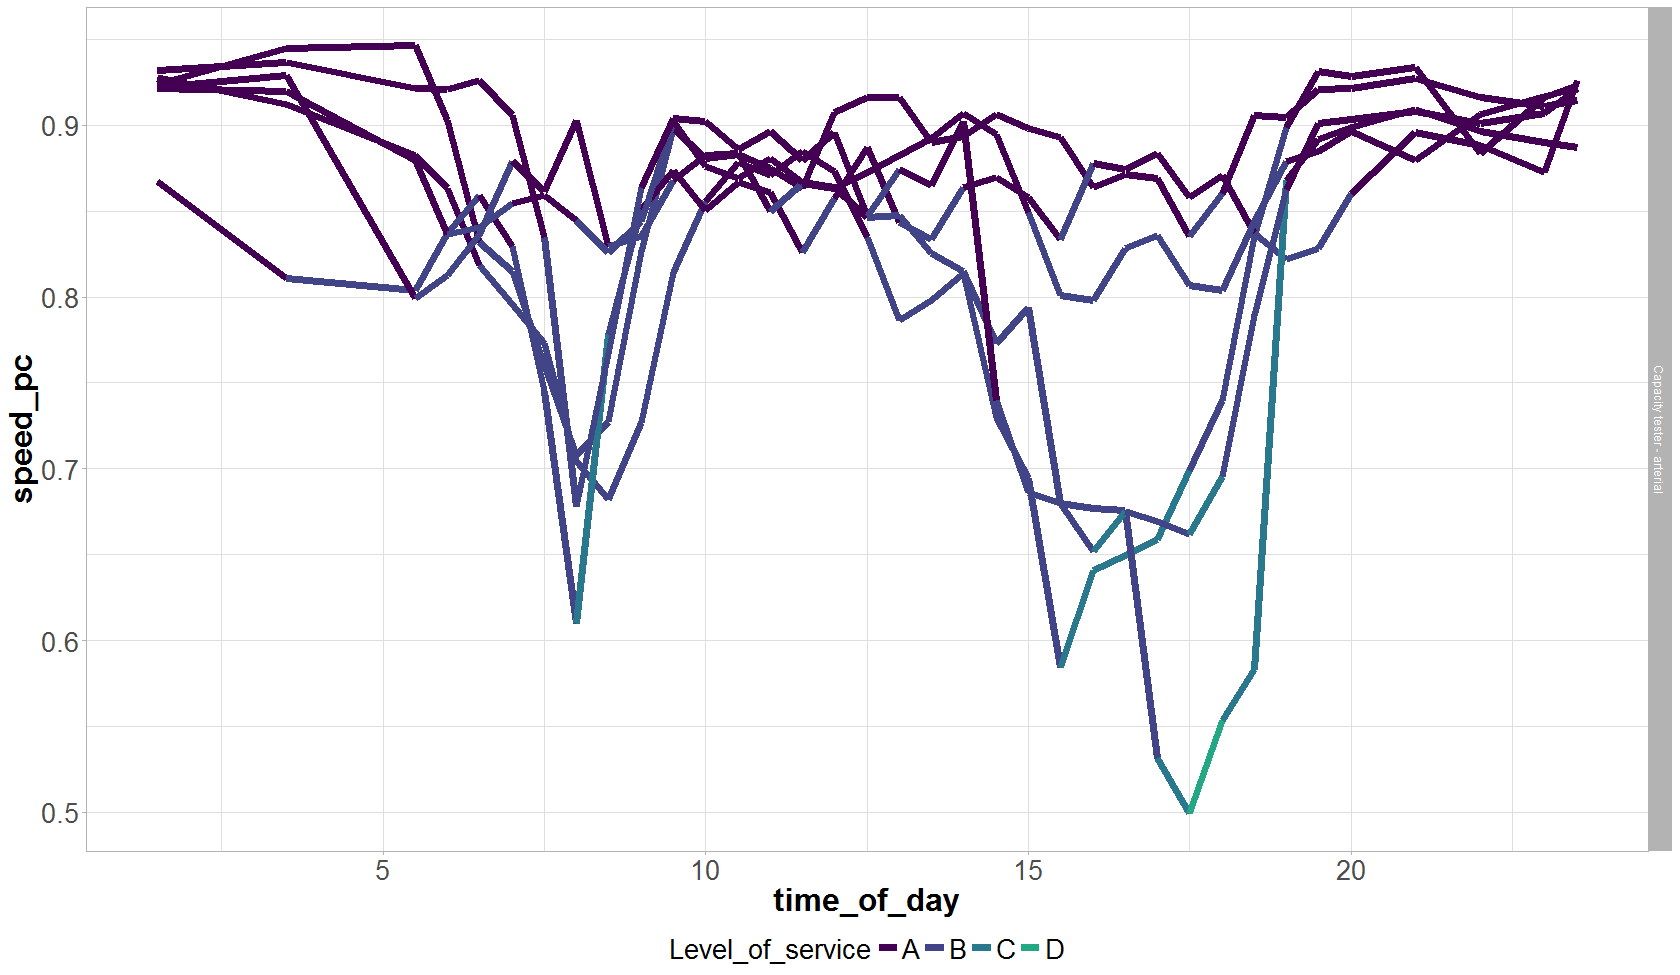 speed_pc
0.9
0.8
0.7
0.6
0.5
5 10 15 20
time_of_day
Level_of_service A B C D
Capacity tester - arterial